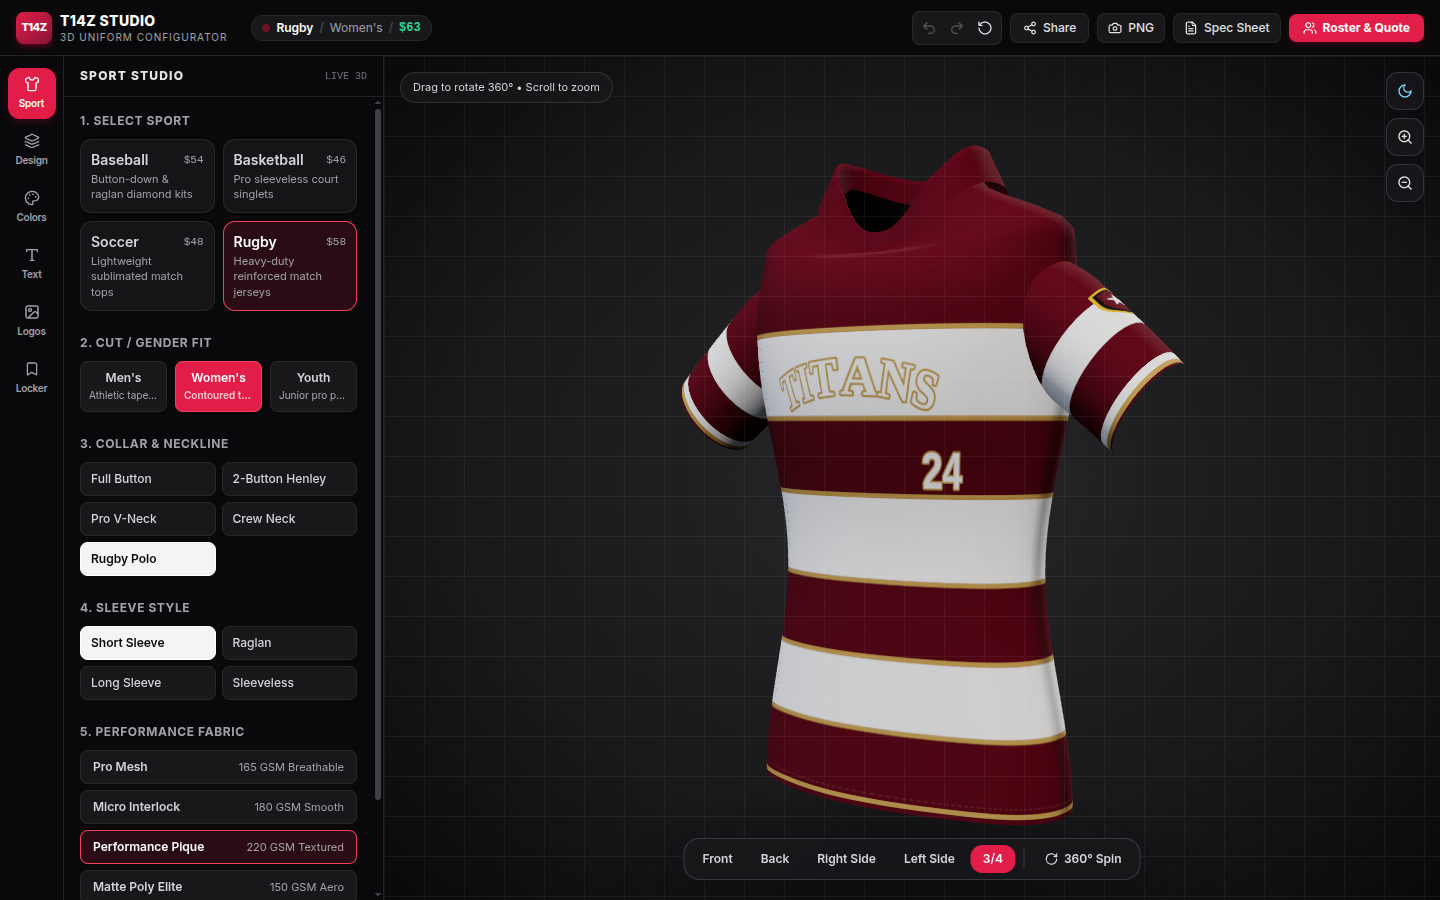 T14Z
T14Z STUDIO
3D UNIFORM CONFIGURATOR
Rugby / Women's / $63
Share
PNG
Spec Sheet
Roster & Quote
Sport
Design
Colors
Text
Logos
Locker
SPORT STUDIO
LIVE 3D
1. SELECT SPORT
Baseball $54
Button-down &
raglan diamond kits
Basketball $46
Pro sleeveless court
singlets
Soccer $48
Lightweight
sublimated match
tops
Rugby $58
Heavy-duty
reinforced match
jerseys
2. CUT / GENDER FIT
Men's
Athletic tape...
Women's
Contoured t...
Youth
Junior pro p...
3. COLLAR & NECKLINE
Full Button
2-Button Henley
Pro V-Neck
Crew Neck
Rugby Polo
4. SLEEVE STYLE
Short Sleeve
Raglan
Long Sleeve
Sleeveless
5. PERFORMANCE FABRIC
Pro Mesh 165 GSM Breathable
Micro Interlock 180 GSM Smooth
Performance Pique 220 GSM Textured
Matte Poly Elite 150 GSM Aero
Drag to rotate 360° • Scroll to zoom
TITANS
24
Front
Back
Right Side
Left Side
3/4
360° Spin